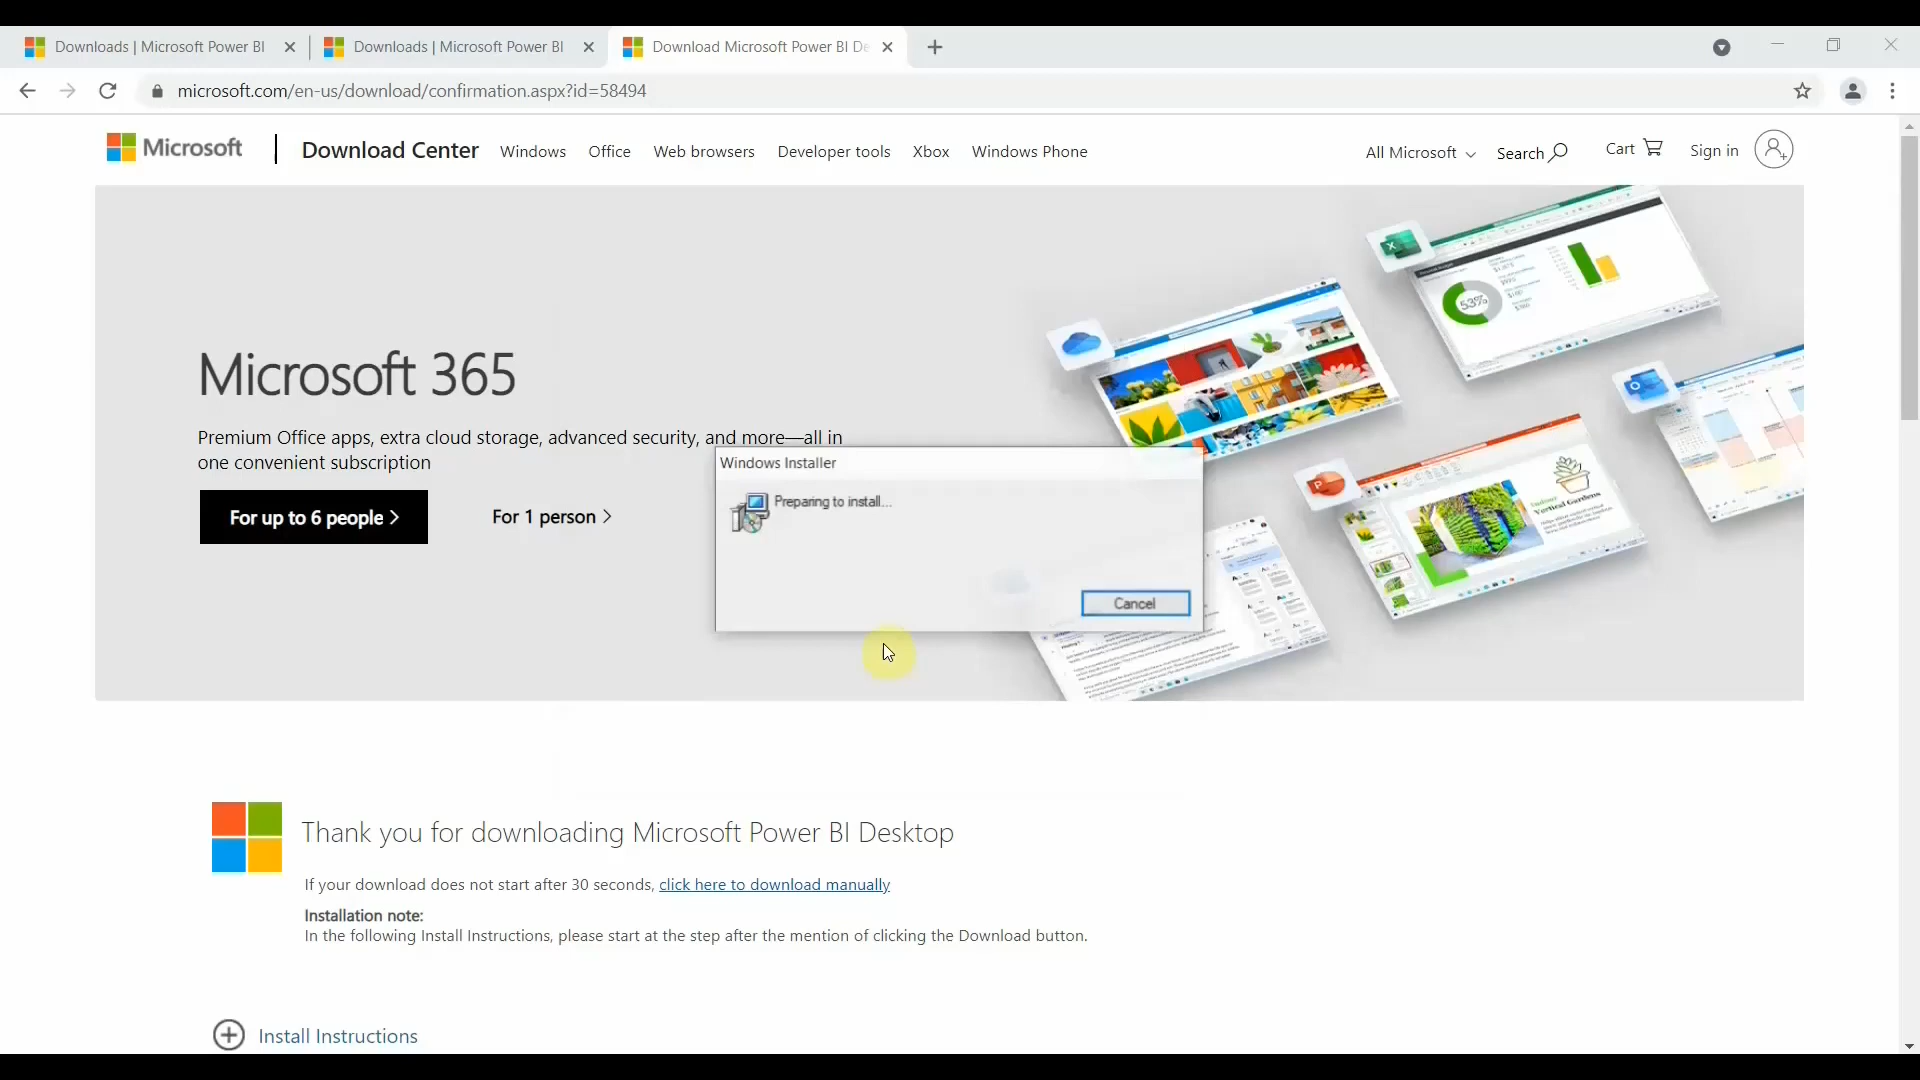 Downloads | Microsoft Power BI
Downloads | Microsoft Power BI
Download Microsoft Power BI De
microsoft.com/en-us/download/confirmation.aspx?id=58494
Microsoft
Download Center
Windows
Office
Web browsers
Developer tools
Xbox
Windows Phone
All Microsoft
Search
Cart
Sign in
Microsoft 365
Premium Office apps, extra cloud storage, advanced security, and more—all in
one convenient subscription
For up to 6 people
For 1 person
Windows Installer
Preparing to install...
Cancel
53%
Vertical Gardens
Thank you for downloading Microsoft Power BI Desktop
If your download does not start after 30 seconds, click here to download manually
Installation note:
In the following Install Instructions, please start at the step after the mention of clicking the Download button.
Install Instructions